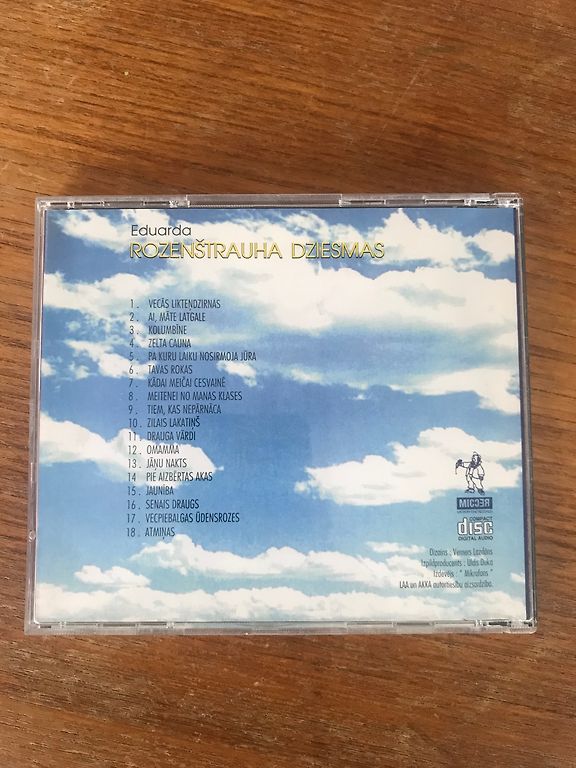 Eduarda
ROZENŠTRAUHA DZIESMAS
1. VECĀS LIKTENDZIRNAS
2. AI, MĀTE LATGALE
3. KOLUMBĪNE
4. ZELTA CAUNA
5. PA KURU LAIKU NOSIRMOJA JŪRA
6. TAVAS ROKAS
7. KĀDAI MEIČAI CESVAINĒ
8. MEITENEI NO MANAS KLASES
9. TIEM, KAS NEPĀRNĀCA
10. ZILAIS LAKATIŅŠ
11. DRAUGA VĀRDI
12. OMAMMA
13. JĀŅU NAKTS
14 PIE AIZBĒRTAS AKAS
15. JAUNĪBA
16. SENAIS DRAUGS
17. VECPIEBALGAS ŪDENSROZES
18. ATMIŅAS
COMPACT
disc
DIGITAL AUDIO
Dizains : Verners Lazdāns
Izpildproducents : Uldis Duka
Izdevējs : " Mikrofons "
LAA un AKKA autortiesību aizsardzība.